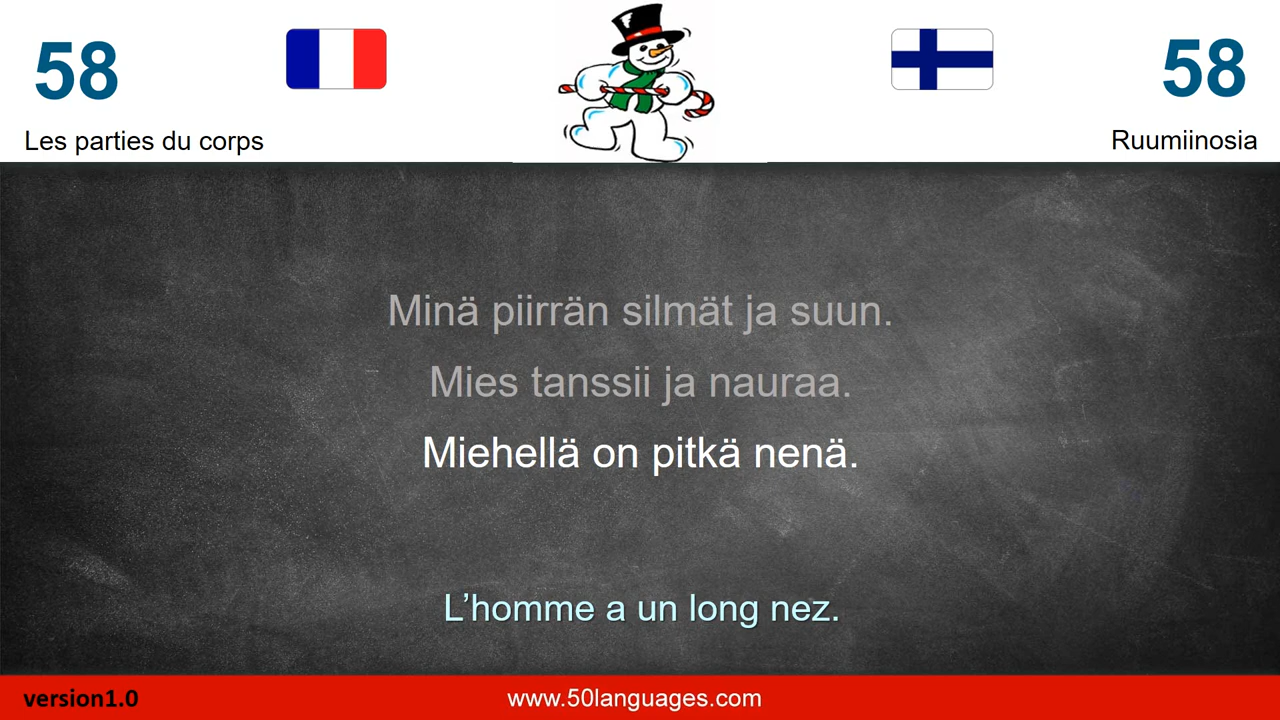 58
58
Les parties du corps
Ruumiinosia
Minä piirrän silmät ja suun.
Mies tanssii ja nauraa.
Miehellä on pitkä nenä.
L’homme a un long nez.
version1.0
www.50languages.com